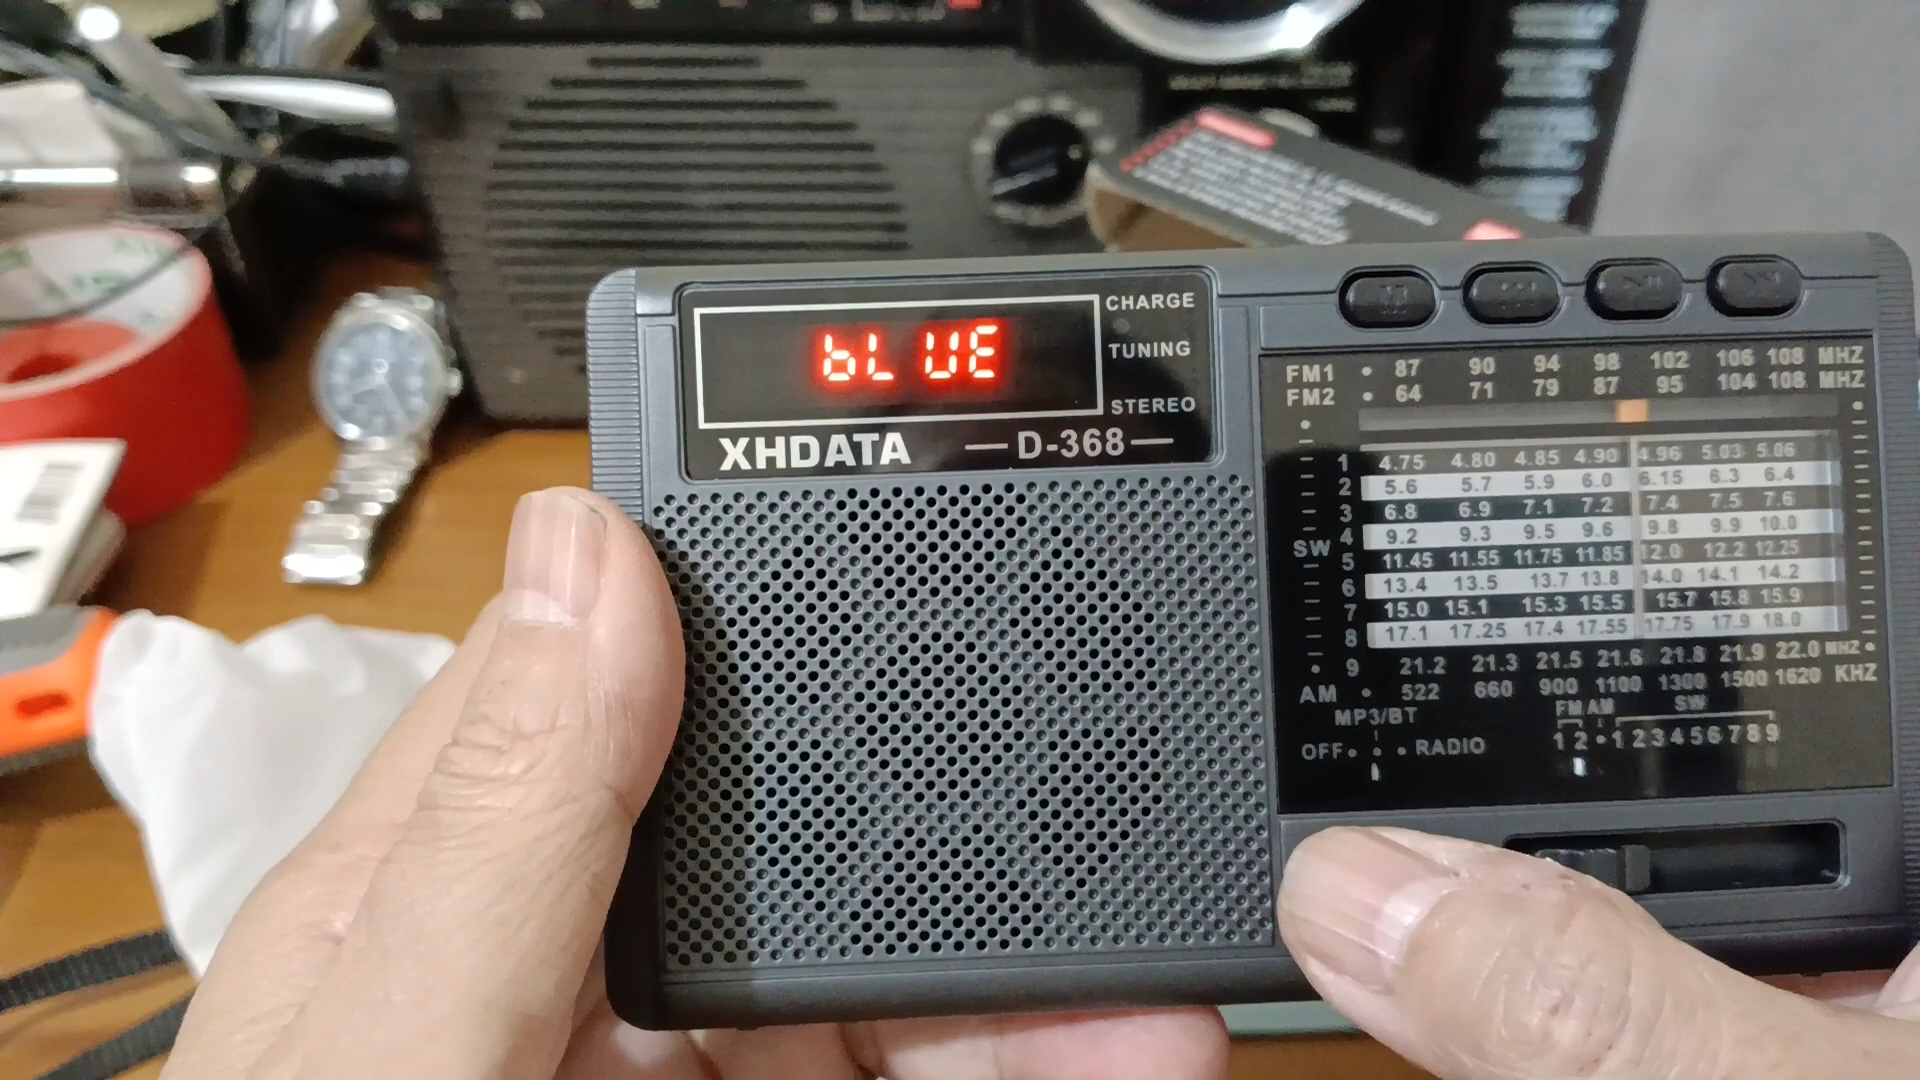 bLUE
CHARGE
TUNING
STEREO
XHDATA —D-368—
FM1 • 87 90 94 98 102 106 108 MHZ
FM2 • 64 71 79 87 95 104 108 MHZ
SW
1 4.75 4.80 4.85 4.90 4.96 5.03 5.06
2 5.6 5.7 5.9 6.0 6.15 6.3 6.4
3 6.8 6.9 7.1 7.2 7.4 7.5 7.6
4 9.2 9.3 9.5 9.6 9.8 9.9 10.0
5 11.45 11.55 11.75 11.85 12.0 12.2 12.25
6 13.4 13.5 13.7 13.8 14.0 14.1 14.2
7 15.0 15.1 15.3 15.5 15.7 15.8 15.9
8 17.1 17.25 17.4 17.55 17.75 17.9 18.0
9 21.2 21.3 21.5 21.6 21.8 21.9 22.0 MHZ •
AM • 522 660 900 1100 1300 1500 1620 KHZ
MP3/BT
OFF • • • RADIO
FM AM SW
1 2 • 1 2 3 4 5 6 7 8 9